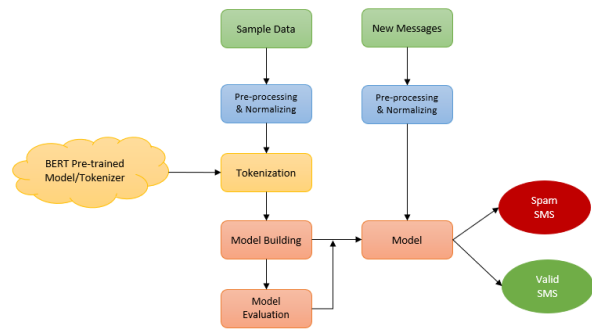 Sample Data
New Messages
Pre-processing
& Normalizing
Pre-processing
& Normalizing
BERT Pre-trained
Model/Tokenizer
Tokenization
Spam
SMS
Model Building
Model
Valid
SMS
Model
Evaluation